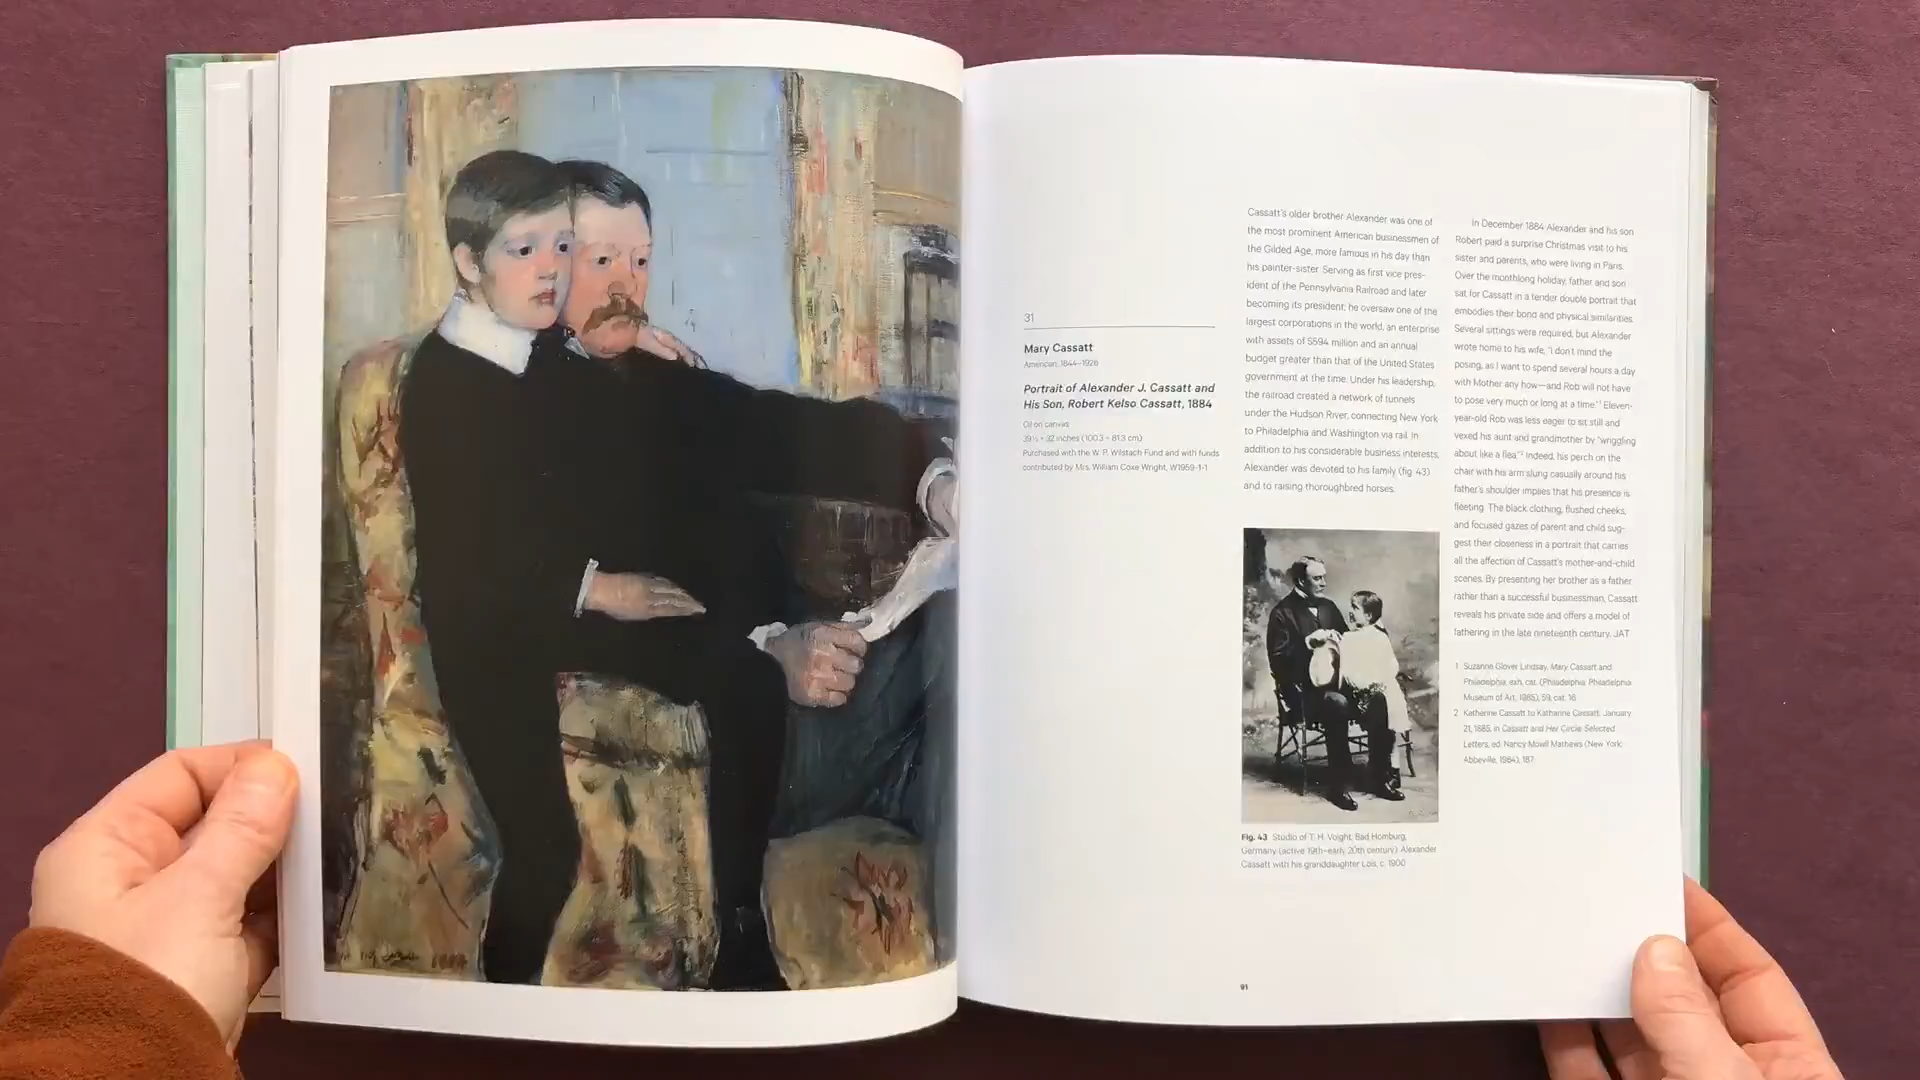 1884
31
Mary Cassatt
American, 1844–1926
Portrait of Alexander J. Cassatt and
His Son, Robert Kelso Cassatt, 1884
Oil on canvas
39½ × 32 inches (100.3 × 81.3 cm)
Purchased with the W. P. Wilstach Fund and with funds
contributed by Mrs. William Coxe Wright, W1959-1-1
Cassatt's older brother Alexander was one of
the most prominent American businessmen of
the Gilded Age, more famous in his day than
his painter-sister. Serving as first vice pres-
ident of the Pennsylvania Railroad and later
becoming its president, he oversaw one of the
largest corporations in the world, an enterprise
with assets of $594 million and an annual
budget greater than that of the United States
government at the time. Under his leadership,
the railroad created a network of tunnels
under the Hudson River, connecting New York
to Philadelphia and Washington via rail. In
addition to his considerable business interests,
Alexander was devoted to his family (fig. 43)
and to raising thoroughbred horses.
Fig. 43 Studio of T. H. Voight, Bad Homburg,
Germany (active 19th–early 20th century). Alexander
Cassatt with his granddaughter Lois, c. 1900
In December 1884 Alexander and his son
Robert paid a surprise Christmas visit to his
sister and parents, who were living in Paris.
Over the monthlong holiday, father and son
sat for Cassatt in a tender double portrait that
embodies their bond and physical similarities.
Several sittings were required, but Alexander
wrote home to his wife, "I don't mind the
posing, as I want to spend several hours a day
with Mother any how—and Rob will not have
to pose very much or long at a time."1 Eleven-
year-old Rob was less eager to sit still and
vexed his aunt and grandmother by "wriggling
about like a flea."2 Indeed, his perch on the
chair with his arm slung casually around his
father's shoulder implies that his presence is
fleeting. The black clothing, flushed cheeks,
and focused gazes of parent and child sug-
gest their closeness in a portrait that carries
all the affection of Cassatt's mother-and-child
scenes. By presenting her brother as a father
rather than a successful businessman, Cassatt
reveals his private side and offers a model of
fathering in the late nineteenth century. JAT
1 Suzanne Glover Lindsay, Mary Cassatt and
Philadelphia, exh. cat. (Philadelphia: Philadelphia
Museum of Art, 1985), 59, cat. 16.
2 Katherine Cassatt to Katharine Cassatt, January
21, 1885, in Cassatt and Her Circle: Selected
Letters, ed. Nancy Mowll Mathews (New York:
Abbeville, 1984), 187.
91